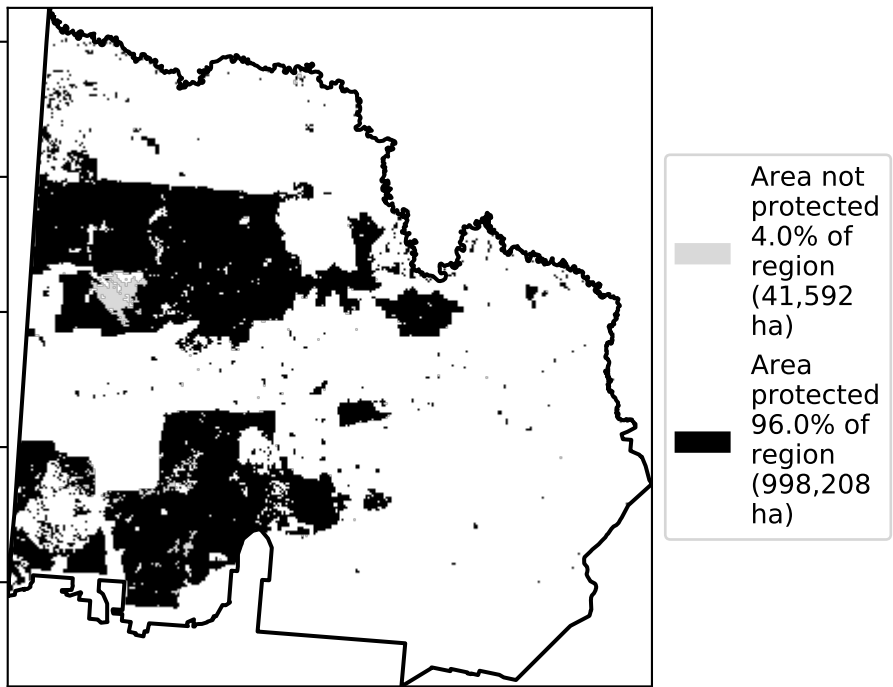 Area not
protected
4.0% of
region
(41,592
ha)
Area
protected
96.0% of
region
(998,208
ha)